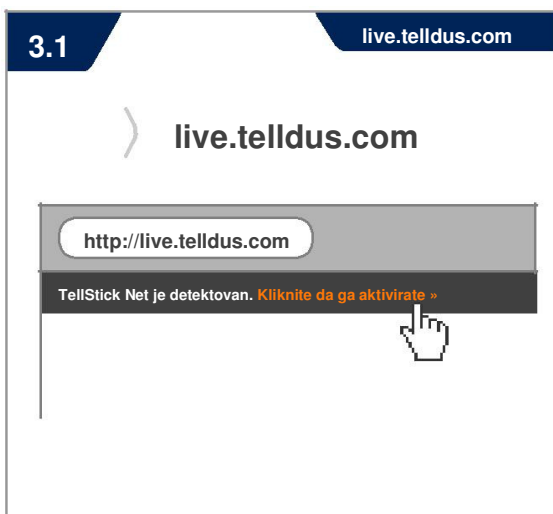 3.1
live.telldus.com
live.telldus.com
http://live.telldus.com
TellStick Net je detektovan. Kliknite da ga aktivirate »